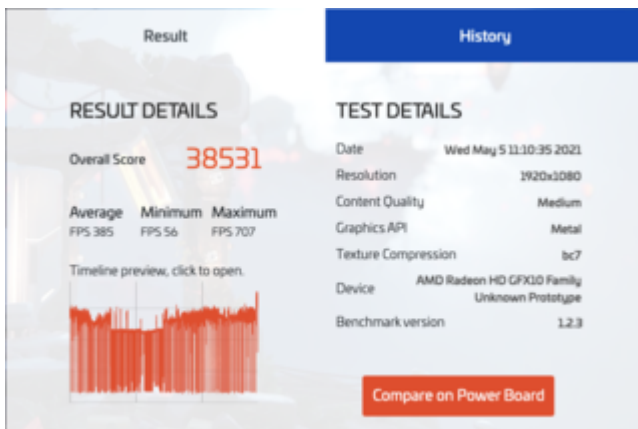 Result
History
RESULT DETAILS
Overall Score 38531
Average Minimum Maximum
FPS 385 FPS 56 FPS 707
Timeline preview, click to open.
TEST DETAILS
Date Wed May 5 11:10:35 2021
Resolution 1920x1080
Content Quality Medium
Graphics API Metal
Texture Compression bc7
Device AMD Radeon HD GFX10 Family
Unknown Prototype
Benchmark version 1.2.3
Compare on Power Board